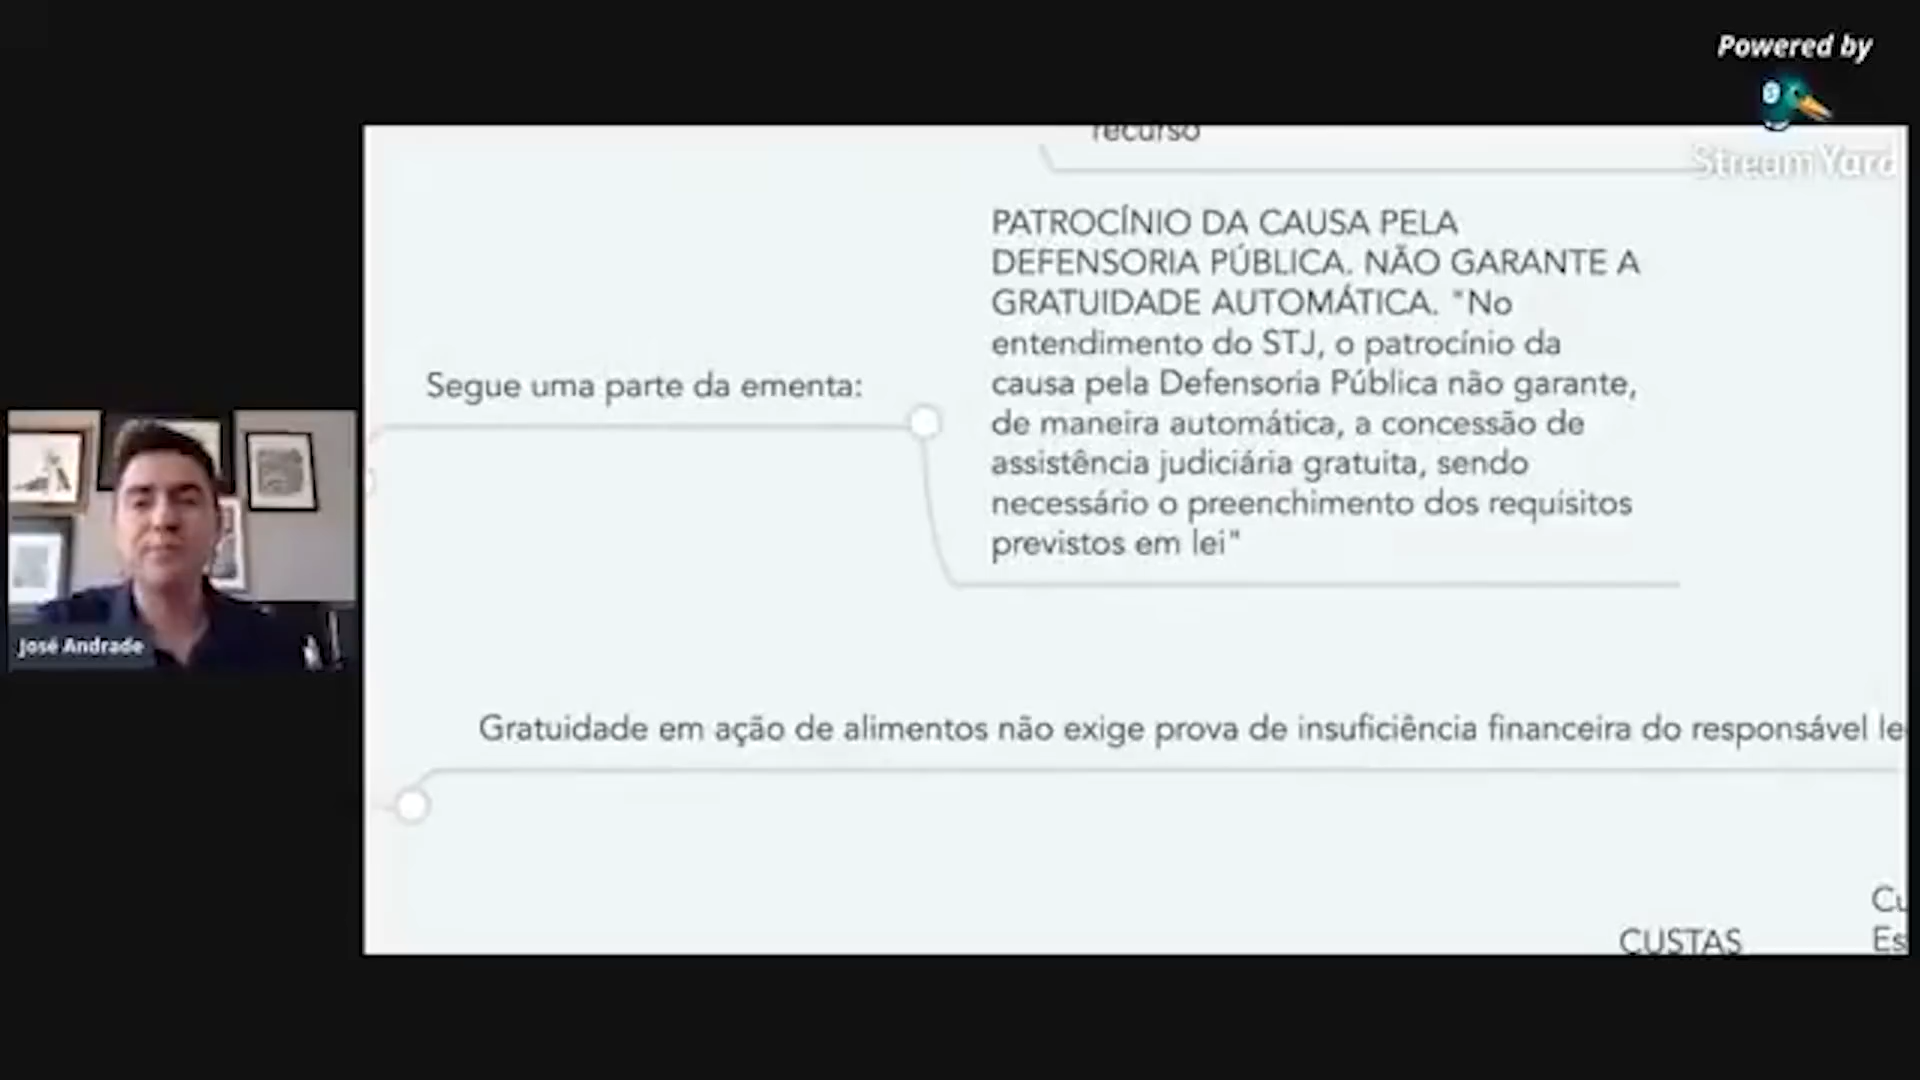 Powered by
StreamYard
recurso
PATROCÍNIO DA CAUSA PELA
DEFENSORIA PÚBLICA. NÃO GARANTE A
GRATUIDADE AUTOMÁTICA. "No
entendimento do STJ, o patrocínio da
causa pela Defensoria Pública não garante,
de maneira automática, a concessão de
assistência judiciária gratuita, sendo
necessário o preenchimento dos requisitos
previstos em lei"
Segue uma parte da ementa:
José Andrade
Gratuidade em ação de alimentos não exige prova de insuficiência financeira do responsável le
CUSTAS
Cu
Es